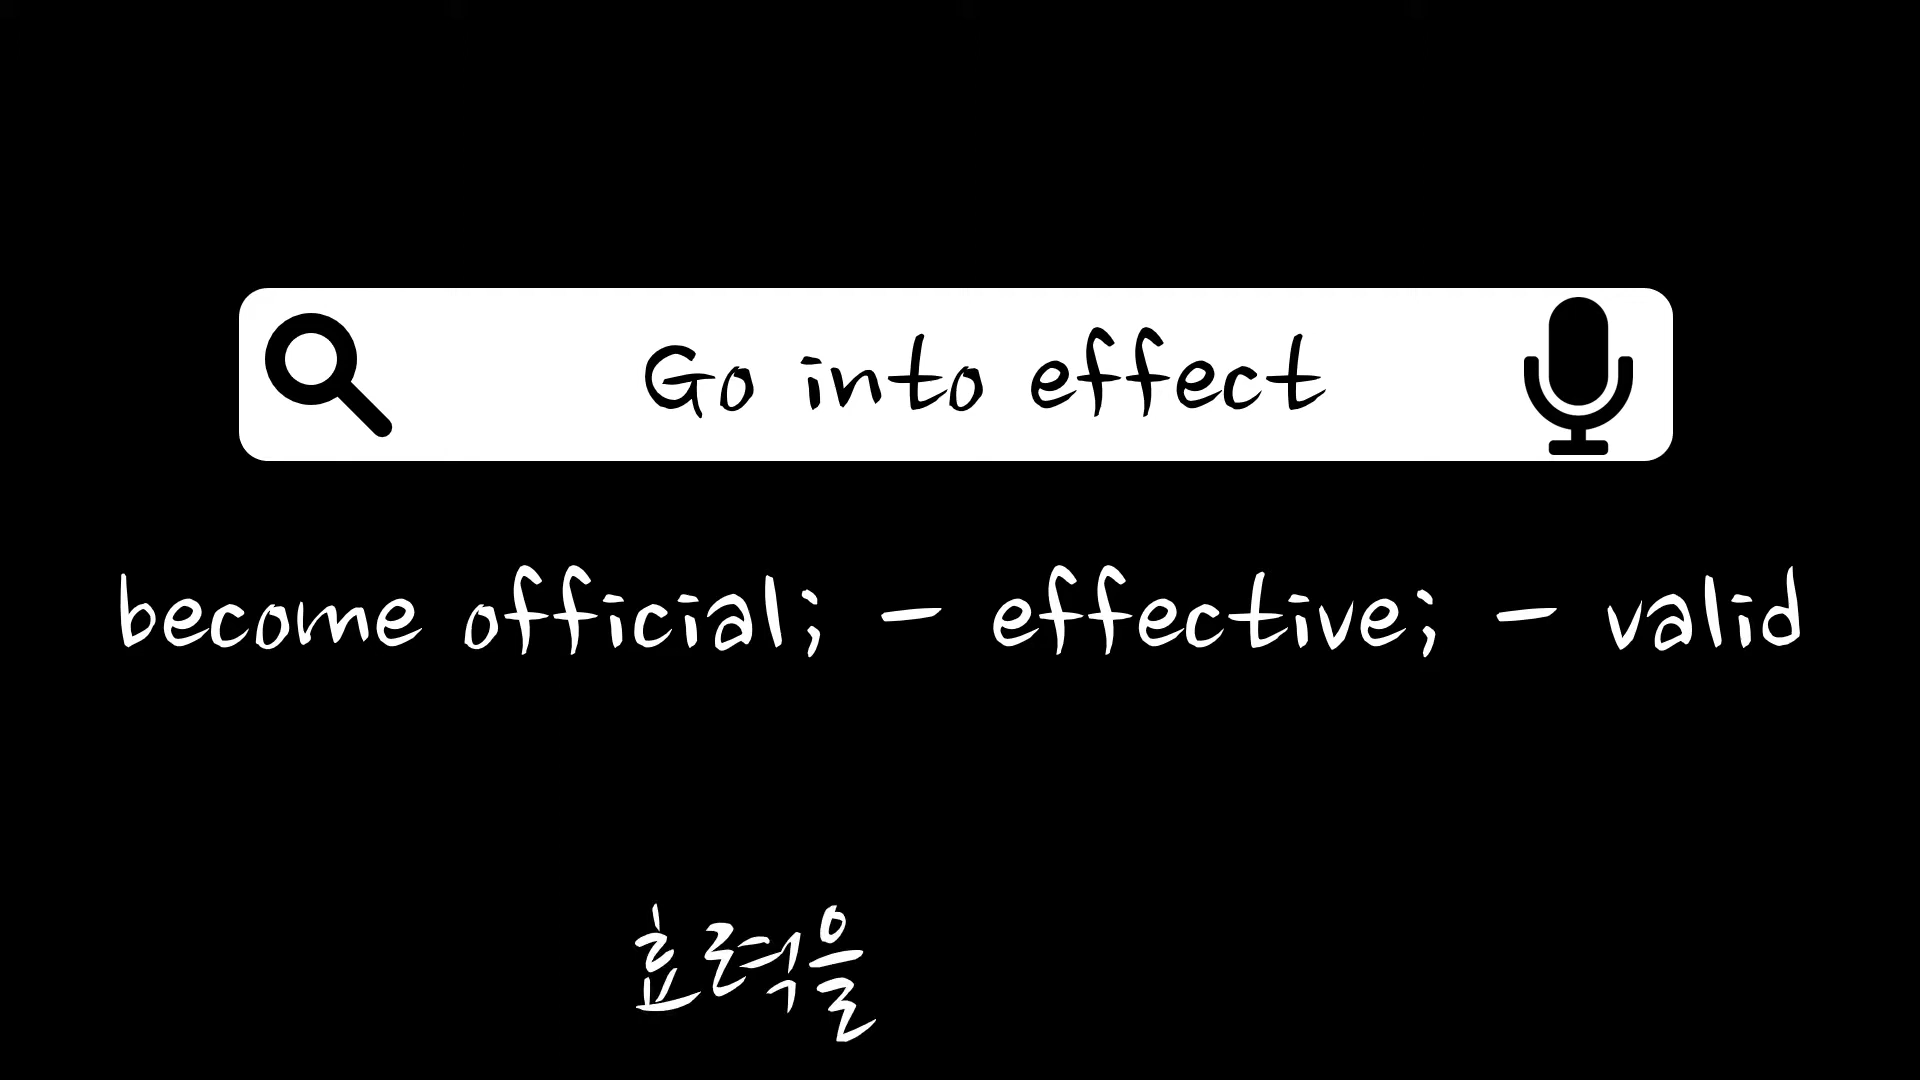 Go into effect
become official; - effective; - valid
효력을